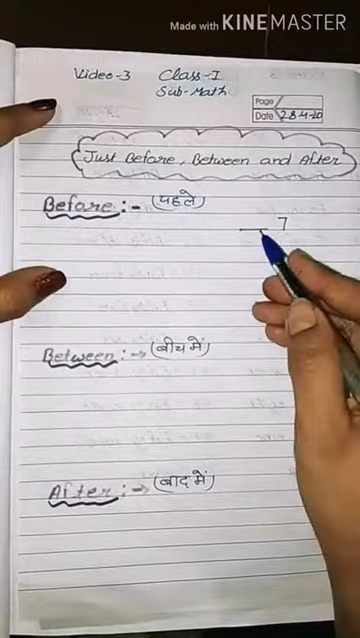 Made with KINEMASTER
Video-3 Class-I
Sub-Math
Page
Date 28-4-20
Just Before, Between and After
Before:- (पहले)
__ 7
Between:-> (बीच में)
After:-> (बाद में)